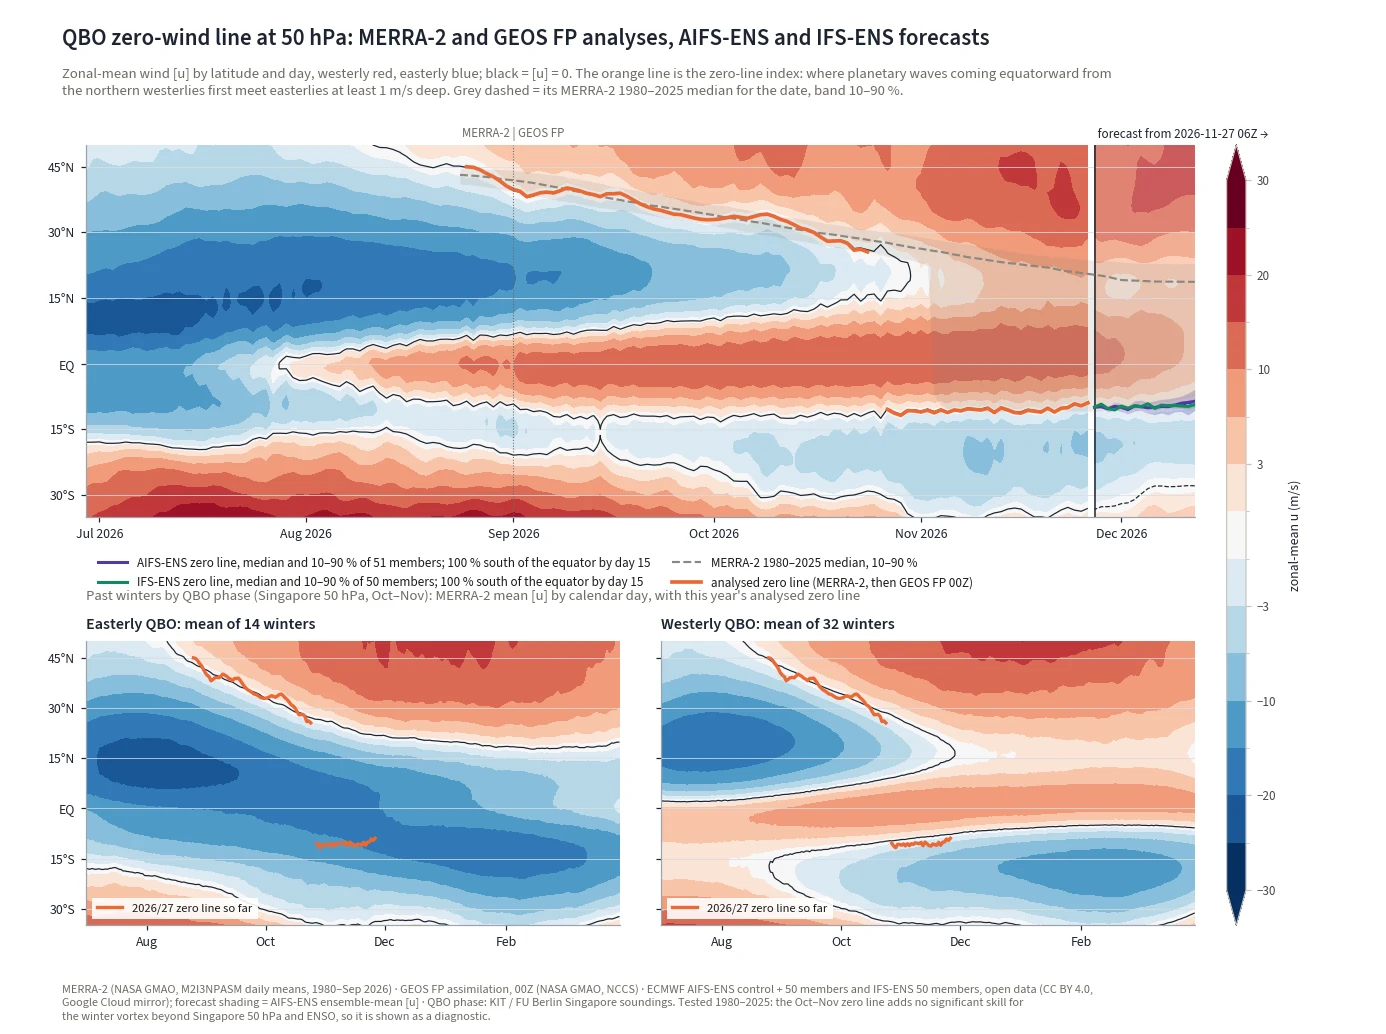 QBO zero-wind line at 50 hPa: MERRA-2 and GEOS FP analyses, AIFS-ENS and IFS-ENS forecasts
Zonal-mean wind [u] by latitude and day, westerly red, easterly blue; black = [u] = 0. The orange line is the zero-line index: where planetary waves coming equatorward from
the northern westerlies first meet easterlies at least 1 m/s deep. Grey dashed = its MERRA-2 1980–2025 median for the date, band 10–90 %.
MERRA-2 | GEOS FP
forecast from 2026-11-27 06Z →
45°N
30°N
15°N
EQ
15°S
30°S
Jul 2026
Aug 2026
Sep 2026
Oct 2026
Nov 2026
Dec 2026
30
20
10
3
−3
−10
−20
−30
zonal-mean u (m/s)
AIFS-ENS zero line, median and 10–90 % of 51 members; 100 % south of the equator by day 15
IFS-ENS zero line, median and 10–90 % of 50 members; 100 % south of the equator by day 15
MERRA-2 1980–2025 median, 10–90 %
analysed zero line (MERRA-2, then GEOS FP 00Z)
Past winters by QBO phase (Singapore 50 hPa, Oct–Nov): MERRA-2 mean [u] by calendar day, with this year's analysed zero line
Easterly QBO: mean of 14 winters
45°N
30°N
15°N
EQ
15°S
30°S
2026/27 zero line so far
Aug
Oct
Dec
Feb
Westerly QBO: mean of 32 winters
2026/27 zero line so far
Aug
Oct
Dec
Feb
MERRA-2 (NASA GMAO, M2I3NPASM daily means, 1980–Sep 2026) · GEOS FP assimilation, 00Z (NASA GMAO, NCCS) · ECMWF AIFS-ENS control + 50 members and IFS-ENS 50 members, open data (CC BY 4.0,
Google Cloud mirror); forecast shading = AIFS-ENS ensemble-mean [u] · QBO phase: KIT / FU Berlin Singapore soundings. Tested 1980–2025: the Oct–Nov zero line adds no significant skill for
the winter vortex beyond Singapore 50 hPa and ENSO, so it is shown as a diagnostic.